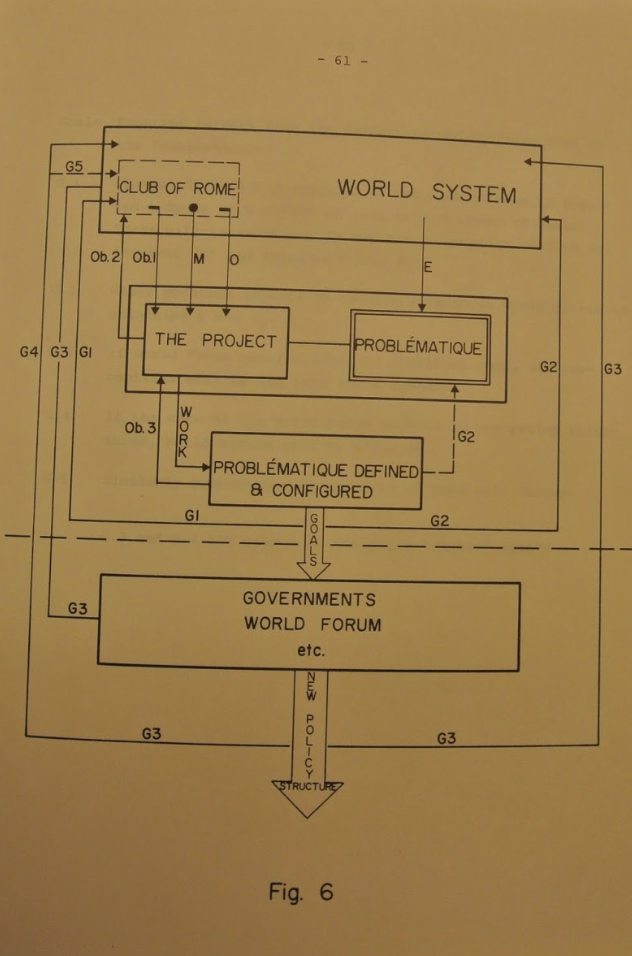 - 61 -
G5
CLUB OF ROME
WORLD SYSTEM
Ob.2
Ob.1
M
O
E
THE PROJECT
PROBLÉMATIQUE
G4
G3
G1
G2
G3
Ob.3
WORK
G2
PROBLÉMATIQUE DEFINED
& CONFIGURED
G1
GOALS
G2
G3
GOVERNMENTS
WORLD FORUM
etc.
NEW POLICY
G3
G3
STRUCTURE
Fig. 6